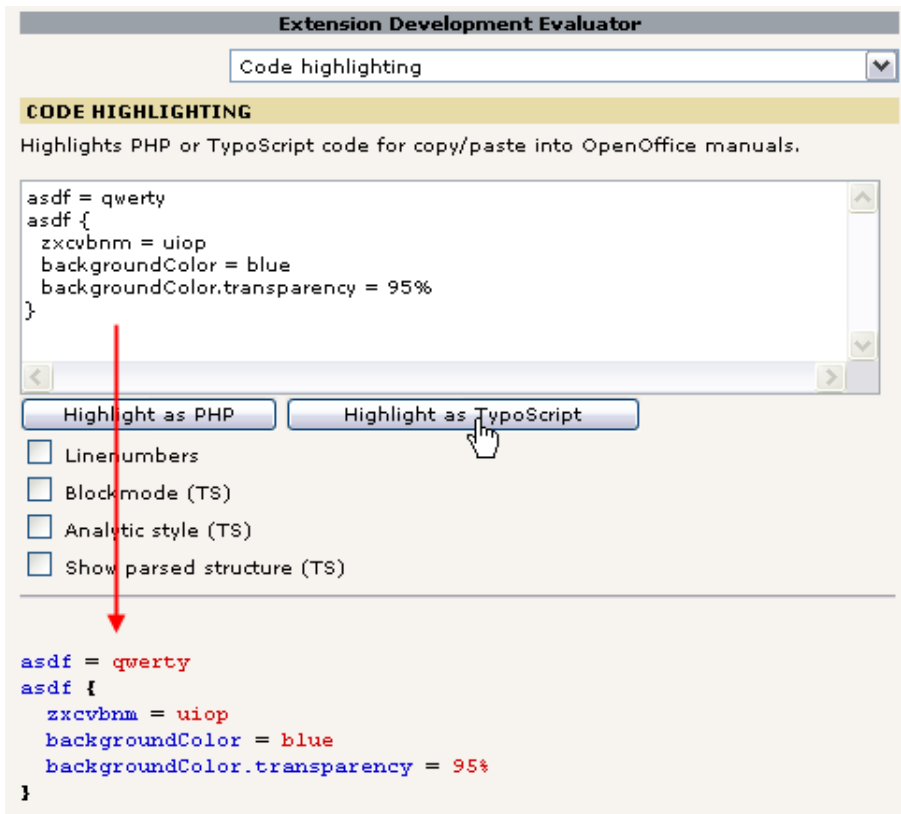 Extension Development Evaluator
Code highlighting
CODE HIGHLIGHTING
Highlights PHP or TypoScript code for copy/paste into OpenOffice manuals.
asdf = qwerty
asdf {
  zxcvbnm = uiop
  backgroundColor = blue
  backgroundColor.transparency = 95%
}
Highlight as PHP Highlight as TypoScript
Linenumbers
Blockmode (TS)
Analytic style (TS)
Show parsed structure (TS)
asdf = qwerty
asdf {
  zxcvbnm = uiop
  backgroundColor = blue
  backgroundColor.transparency = 95%
}